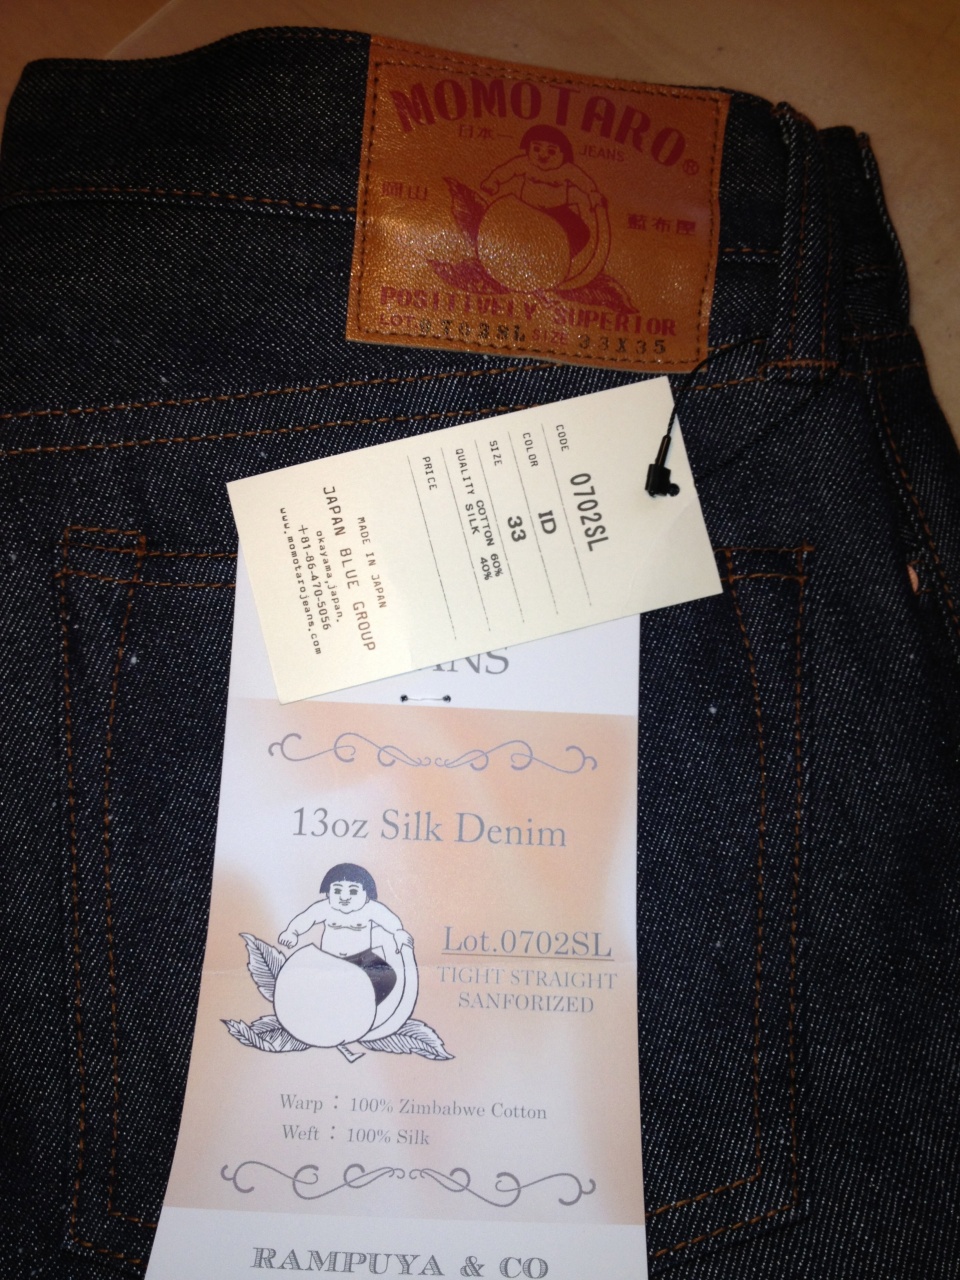 MOMOTARO®
日本一
JEANS
岡山
藍布屋
POSITIVELY SUPERIOR
LOT 0702SL SIZE 33X35
CODE 0702SL
COLOR ID
SIZE 33
QUALITY COTTON 60%
SILK 40%
PRICE
MADE IN JAPAN
JAPAN BLUE GROUP
okayama,japan.
+81-86-470-5056
www.momotarojeans.com
13oz Silk Denim
Lot.0702SL
TIGHT STRAIGHT
SANFORIZED
Warp : 100% Zimbabwe Cotton
Weft : 100% Silk
RAMPUYA & CO